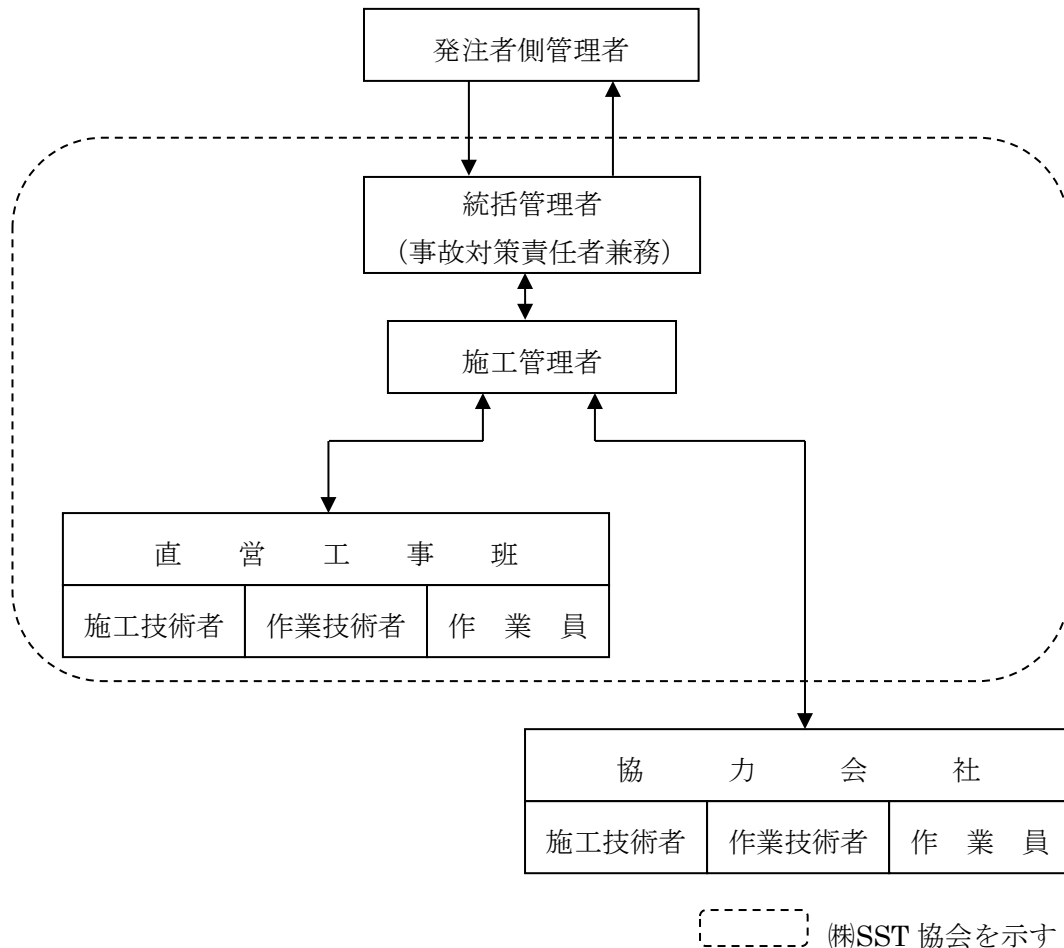 発注者側管理者
統括管理者
（事故対策責任者兼務）
施工管理者
直営工事班
施工技術者 作業技術者 作業員
協力会社
施工技術者 作業技術者 作業員
㈱SST 協会を示す